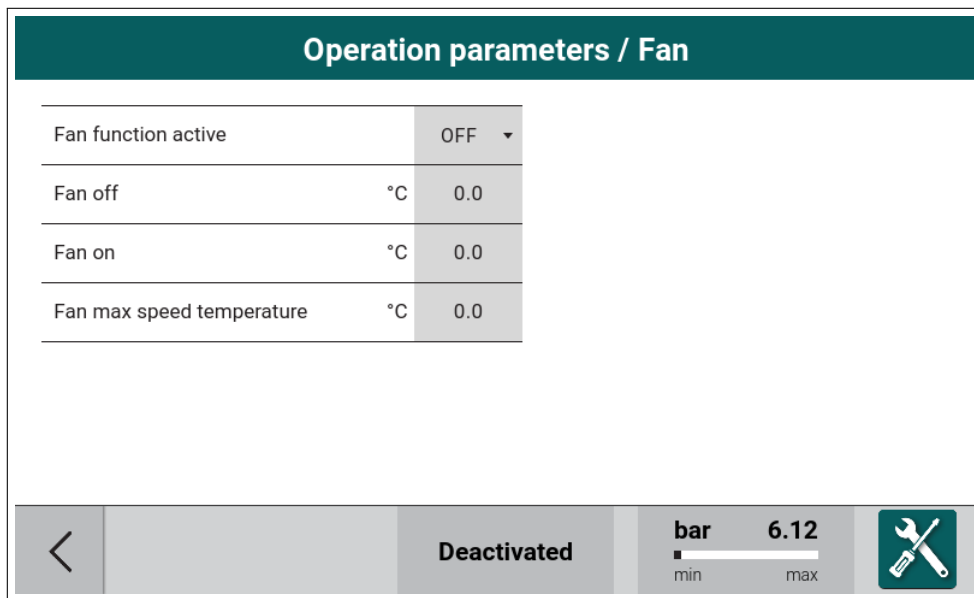 Operation parameters / Fan
Fan function active OFF
Fan off °C 0.0
Fan on °C 0.0
Fan max speed temperature °C 0.0
Deactivated
bar 6.12
min max